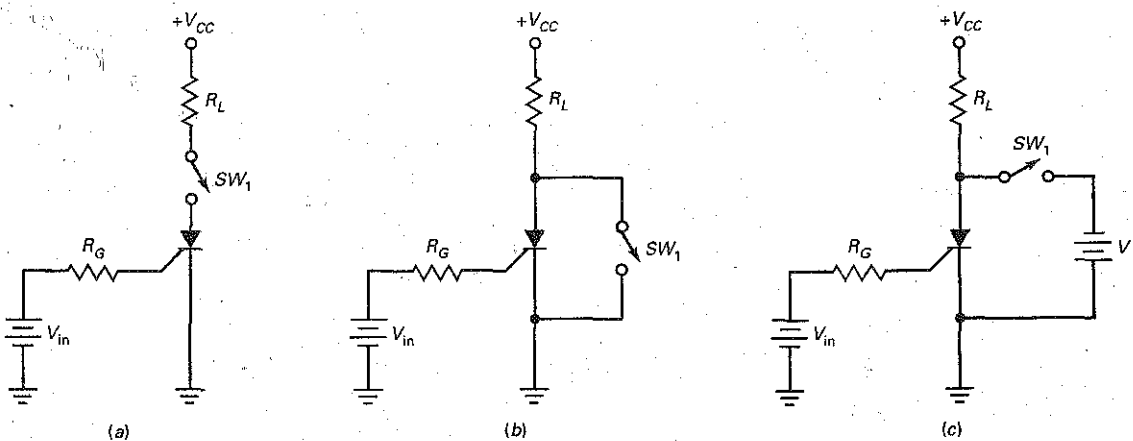 +V_CC
R_L
SW_1
R_G
V_in
(a)
+V_CC
R_L
R_G
SW_1
V_in
(b)
+V_CC
R_L
SW_1
R_G
V
V_in
(c)